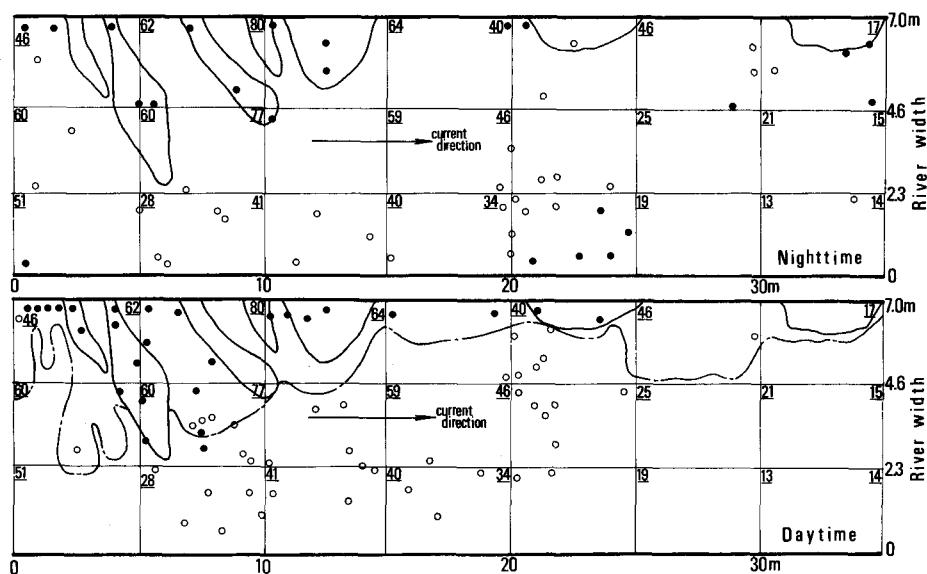 46 62 80 64 40 46 17 7.0m
60 60 77 59 46 25 21 15 4.6
current direction
51 28 41 40 34 19 13 14 2.3
Nighttime
0
River width
0 10 20 30m
46 62 80 64 40 46 17 7.0m
60 60 77 59 46 25 21 15 4.6
current direction
51 28 41 40 34 19 13 14 2.3
Daytime
0
River width
0 10 20 30m